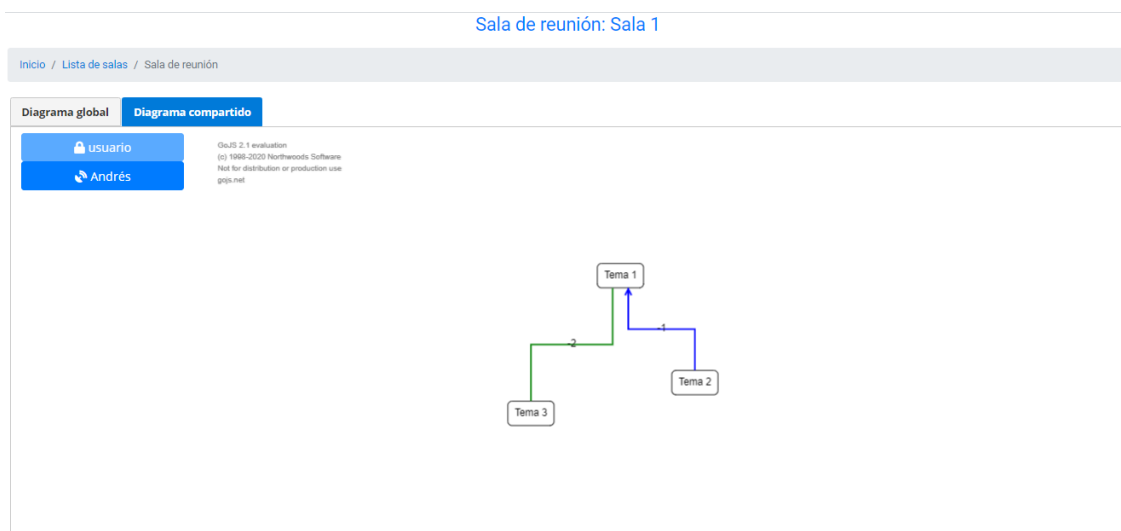 Sala de reunión: Sala 1
Inicio / Lista de salas / Sala de reunión
Diagrama global Diagrama compartido
usuario
Andrés
GoJS 2.1 evaluation
(c) 1998-2020 Northwoods Software
Not for distribution or production use
gojs.net
Tema 1
-1
-2
Tema 2
Tema 3